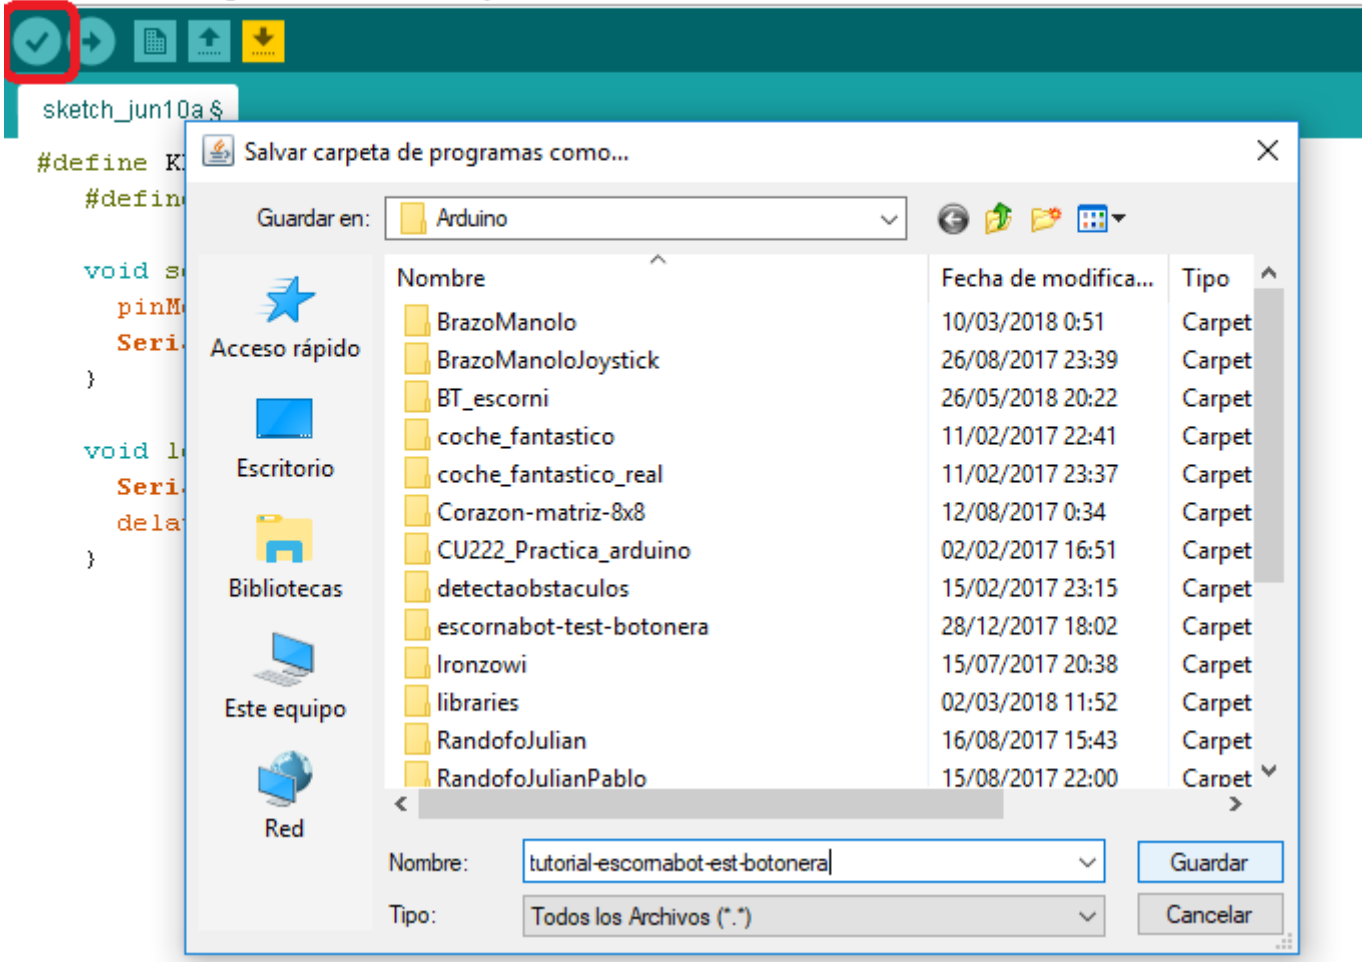 sketch_jun10a §
#define K
#defin
void s
pinM
Seri
}
void l
Seri
dela
}
Salvar carpeta de programas como...
Guardar en: Arduino
Acceso rápido
Escritorio
Bibliotecas
Este equipo
Red
Nombre Fecha de modifica... Tipo
BrazoManolo 10/03/2018 0:51 Carpet
BrazoManoloJoystick 26/08/2017 23:39 Carpet
BT_escorni 26/05/2018 20:22 Carpet
coche_fantastico 11/02/2017 22:41 Carpet
coche_fantastico_real 11/02/2017 23:37 Carpet
Corazon-matriz-8x8 12/08/2017 0:34 Carpet
CU222_Practica_arduino 02/02/2017 16:51 Carpet
detectaobstaculos 15/02/2017 23:15 Carpet
escornabot-test-botonera 28/12/2017 18:02 Carpet
Ironzowi 15/07/2017 20:38 Carpet
libraries 02/03/2018 11:52 Carpet
RandofoJulian 16/08/2017 15:43 Carpet
RandofoJulianPablo 15/08/2017 22:00 Carpet
Nombre: tutorial-escornabot-est-botonera Guardar
Tipo: Todos los Archivos (*.*) Cancelar